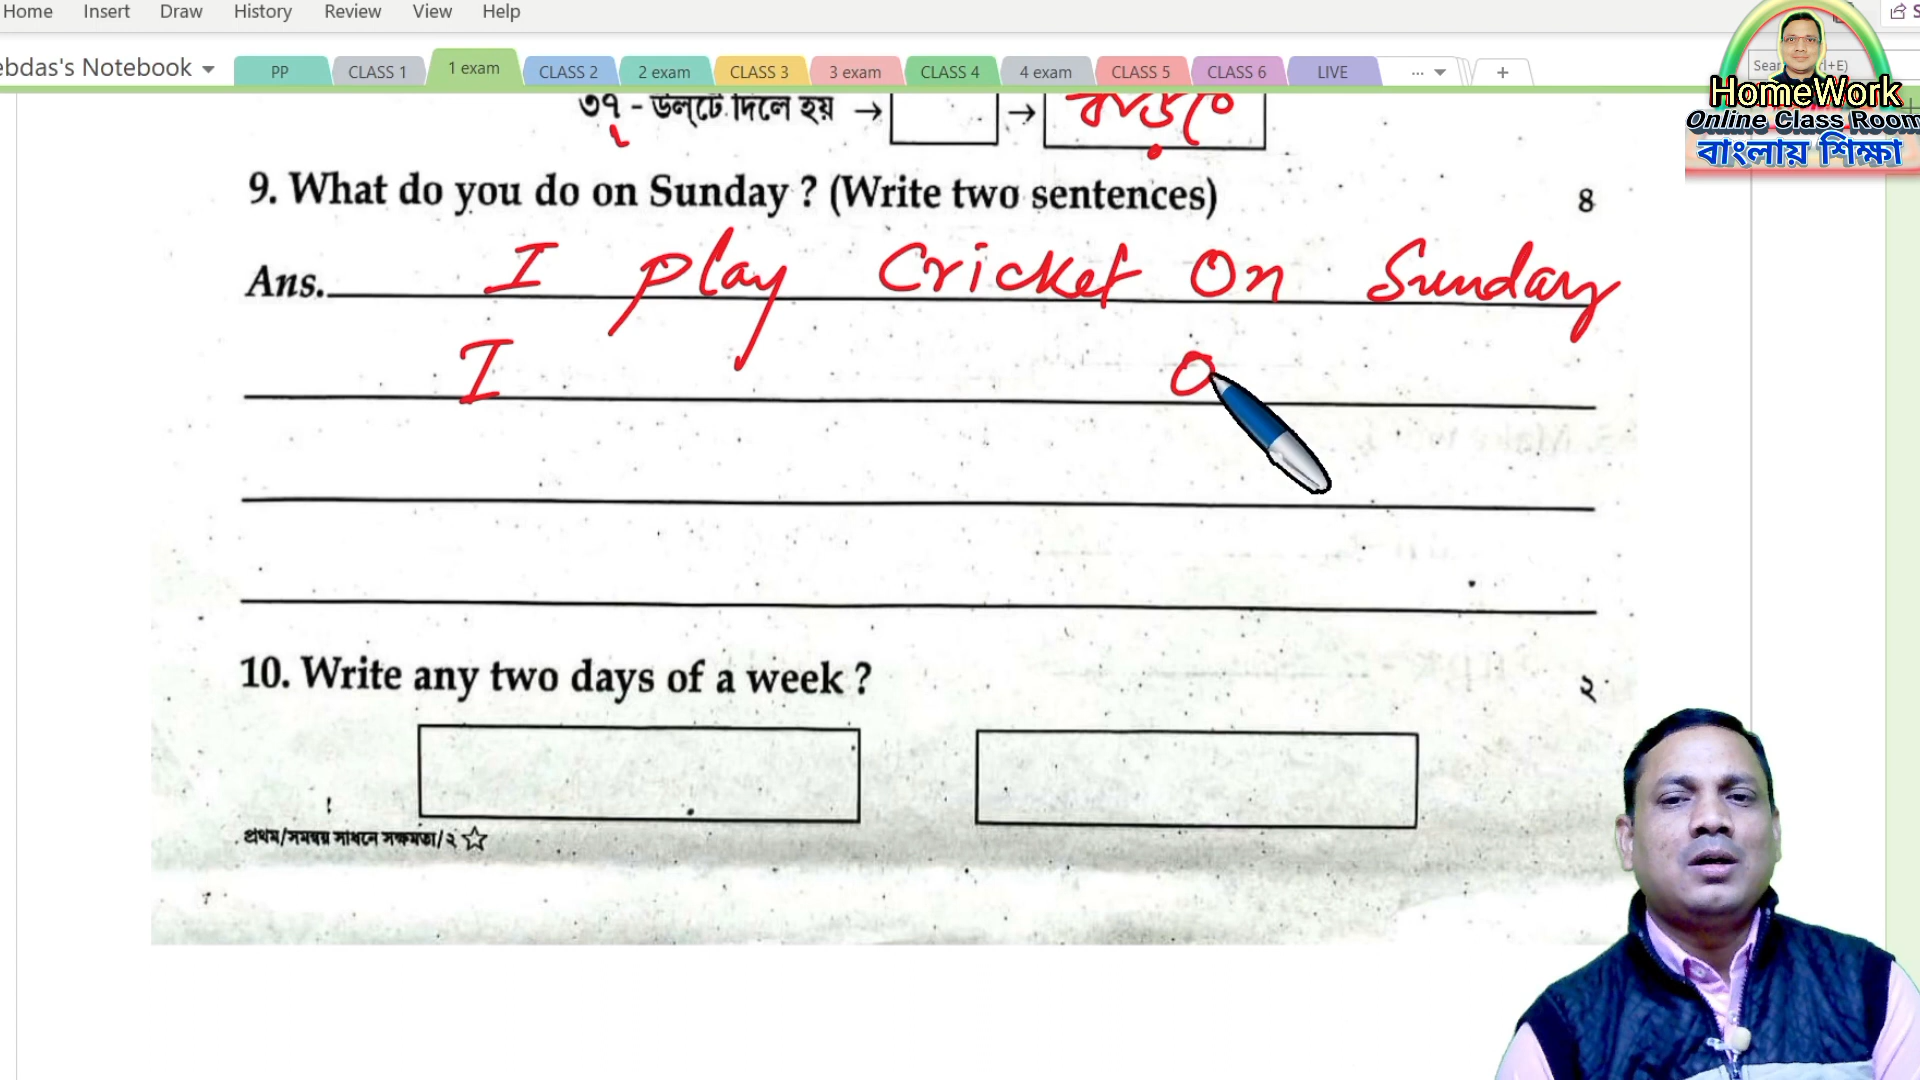 Home Insert Draw History Review View Help
ebdas's Notebook PP CLASS 1 1 exam CLASS 2 2 exam CLASS 3 3 exam CLASS 4 4 exam CLASS 5 CLASS 6 LIVE ... +
HomeWork
Online Class Room
বাংলায় শিক্ষা
৩৭ - উল্টে দিলে হয় → →
9. What do you do on Sunday ? (Write two sentences) 8
Ans. I play Cricket On Sunday
I O
10. Write any two days of a week ? ২
প্রথম/সমন্বয় সাধনে সক্ষমতা/২ ☆